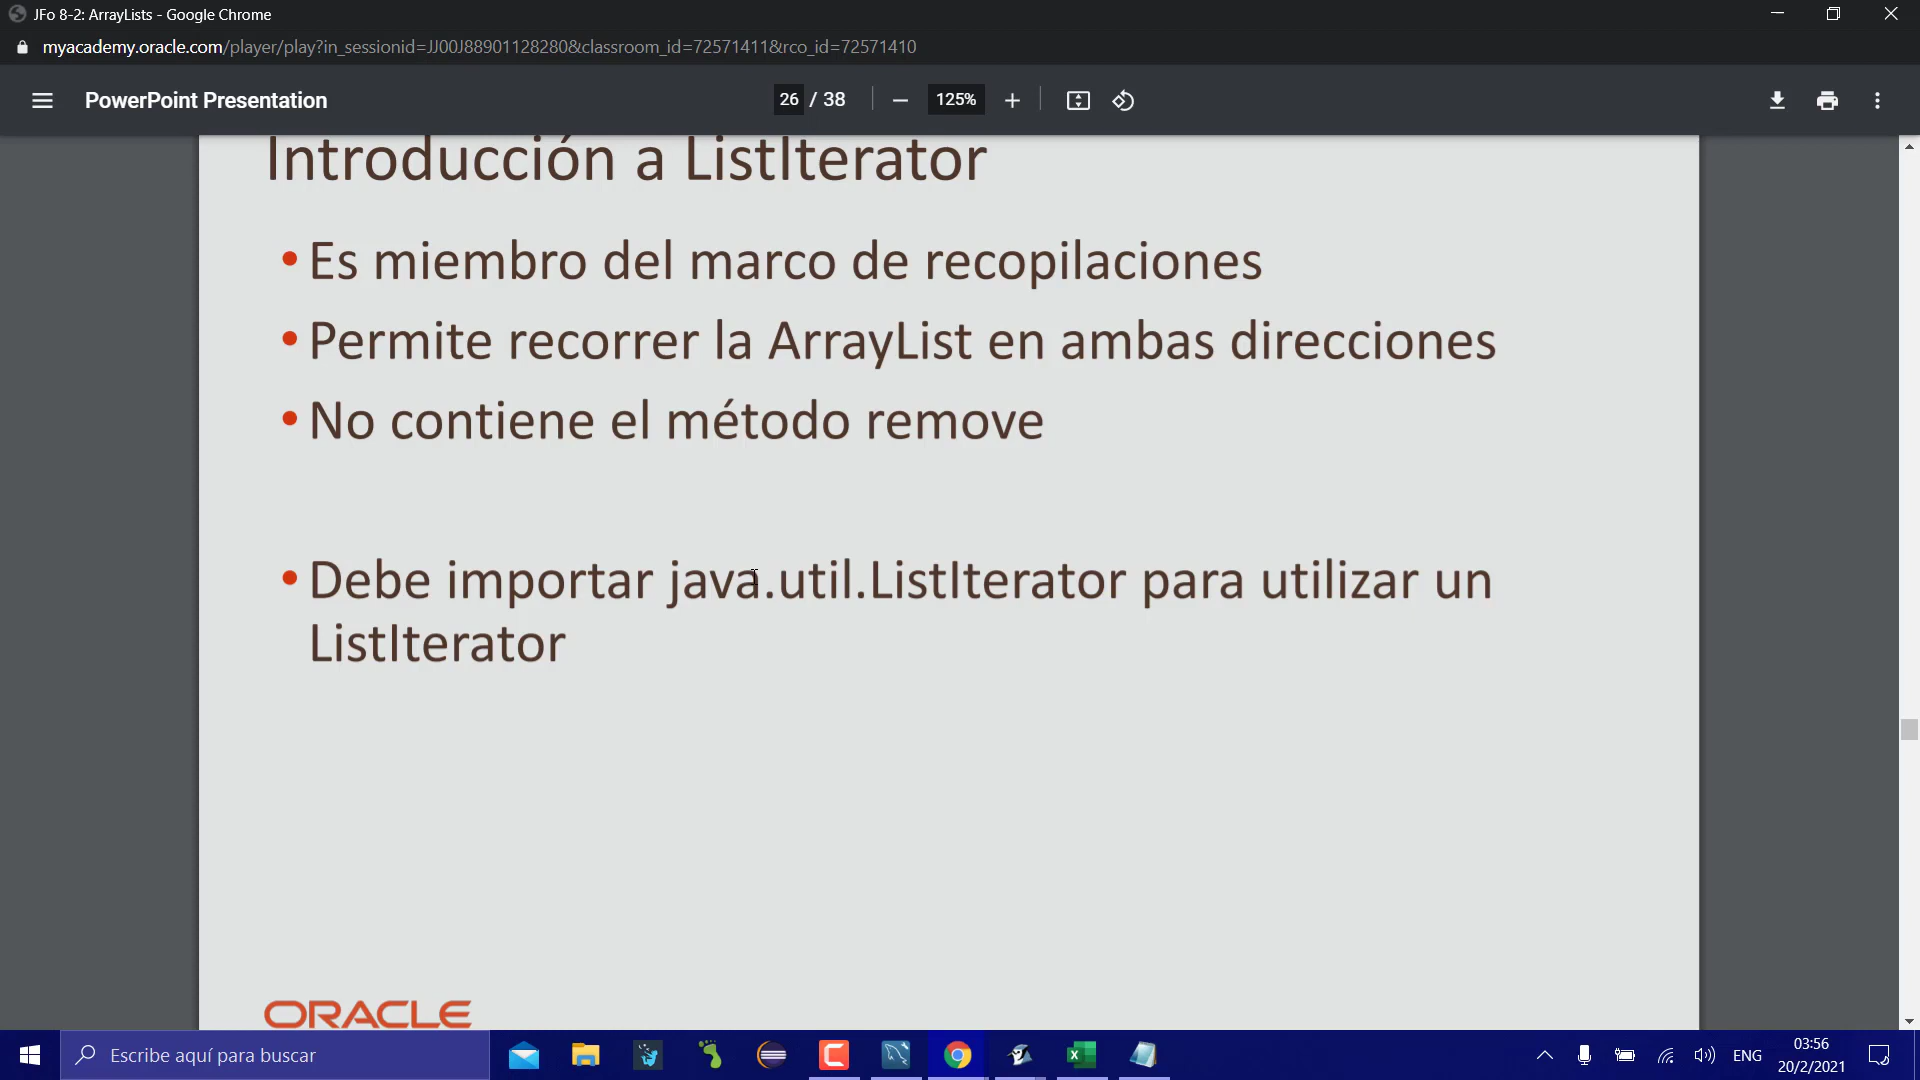 JFo 8-2: ArrayLists - Google Chrome
myacademy.oracle.com/player/play?in_sessionid=JJ00J88901128280&classroom_id=72571411&rco_id=72571410
PowerPoint Presentation
26 / 38
125%
Introducción a ListIterator
•Es miembro del marco de recopilaciones
•Permite recorrer la ArrayList en ambas direcciones
•No contiene el método remove
•Debe importar java.util.ListIterator para utilizar un
ListIterator
ORACLE
Escribe aquí para buscar
ENG
03:56
20/2/2021